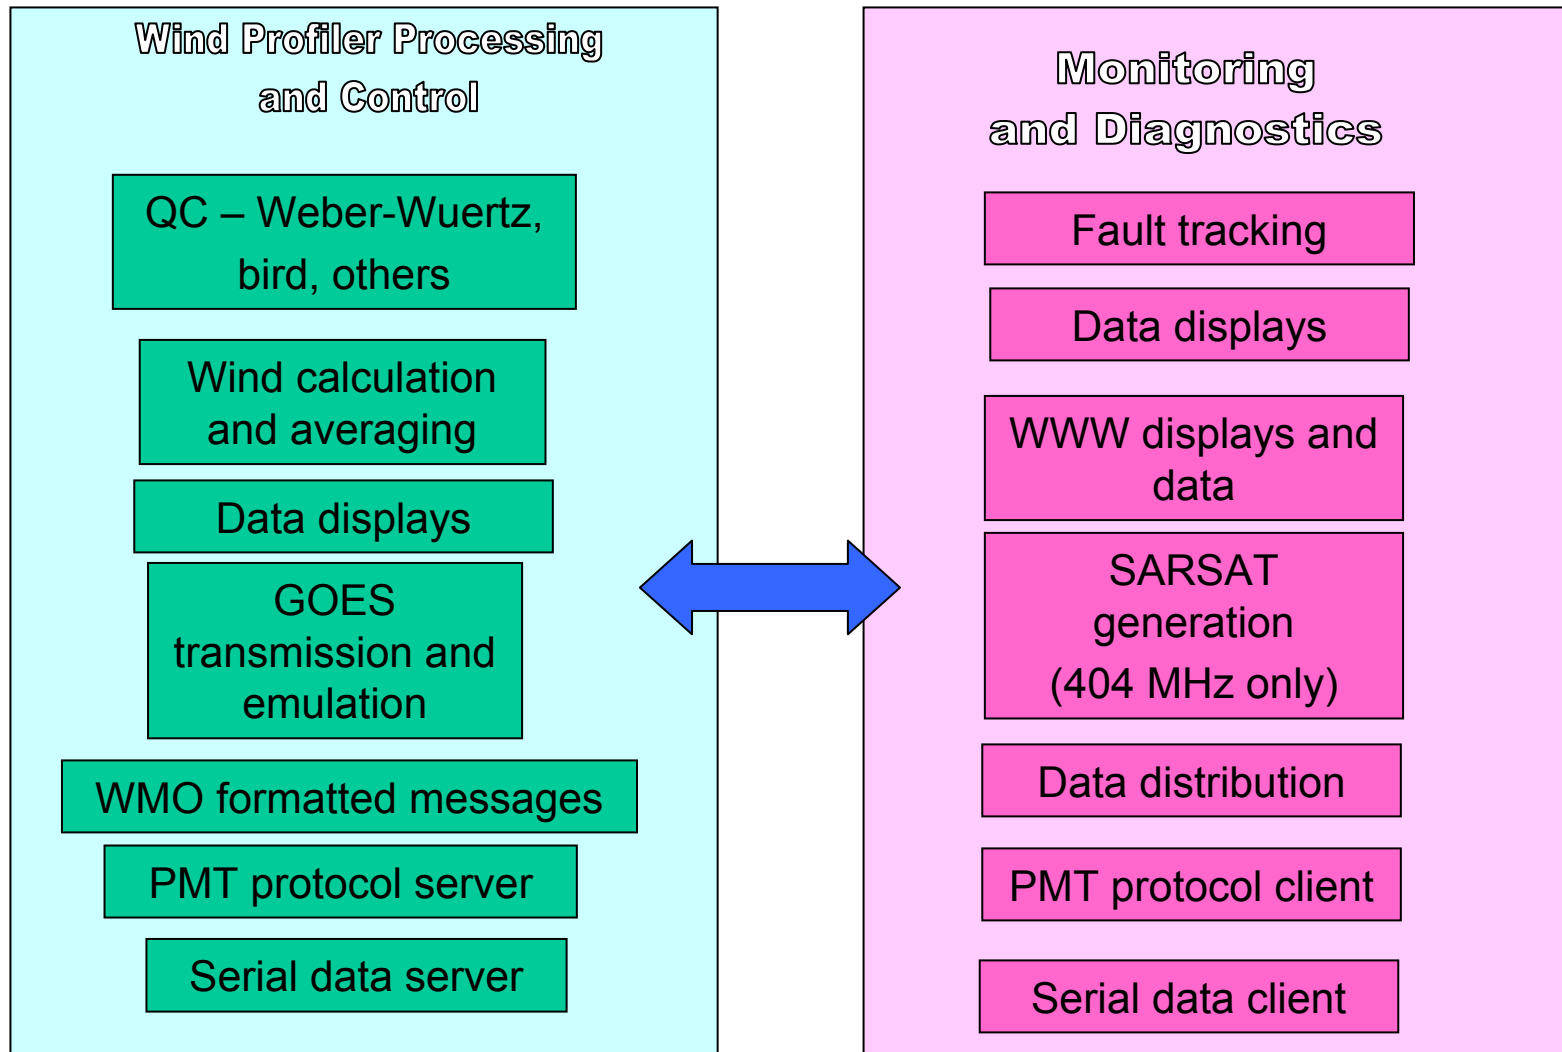 Wind Profiler Processing
and Control
QC – Weber-Wuertz,
bird, others
Wind calculation
and averaging
Data displays
GOES
transmission and
emulation
WMO formatted messages
PMT protocol server
Serial data server
Monitoring
and Diagnostics
Fault tracking
Data displays
WWW displays and
data
SARSAT
generation
(404 MHz only)
Data distribution
PMT protocol client
Serial data client